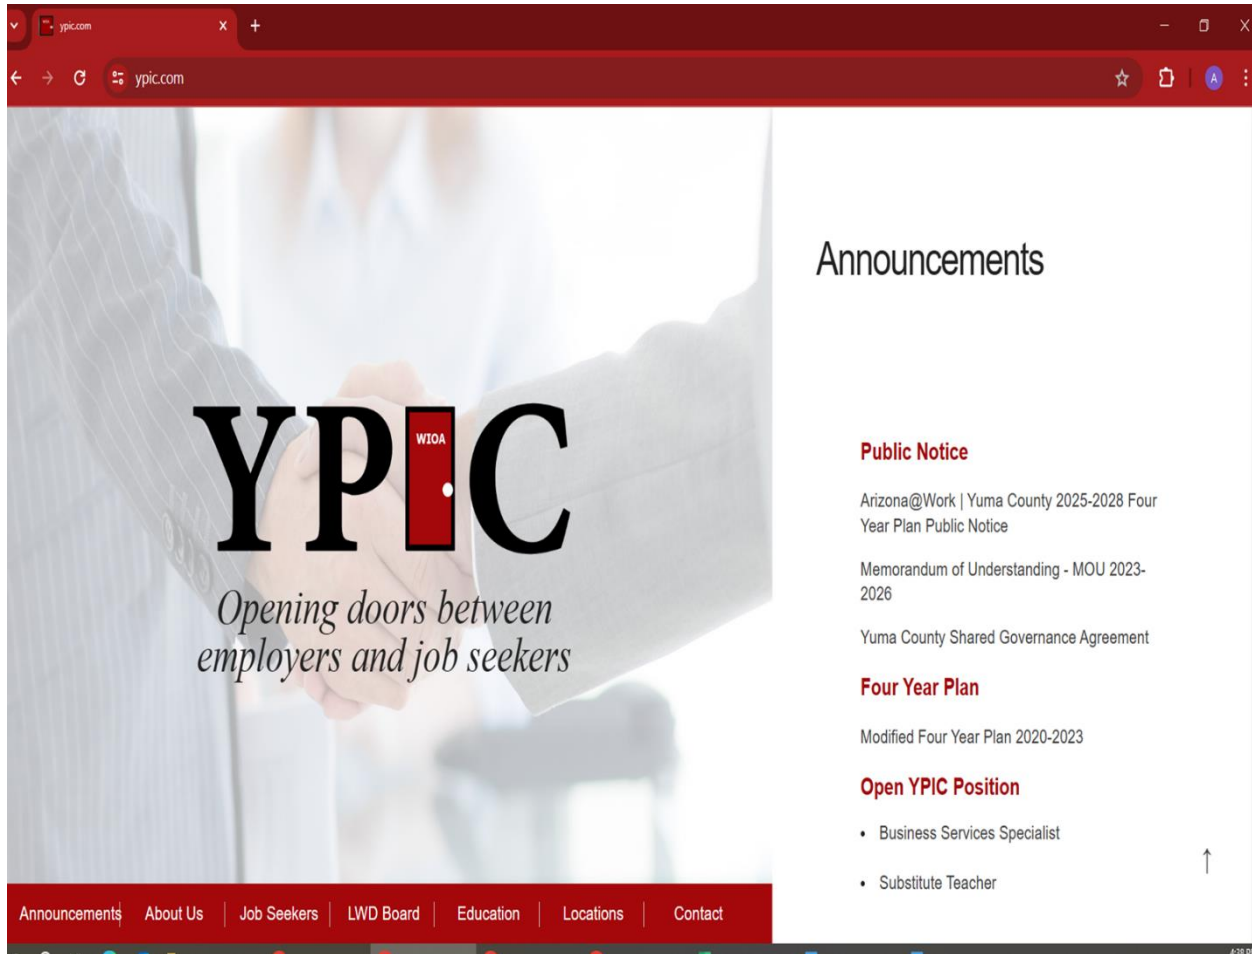 ypic.com
ypic.com
A
Announcements
WIOA
YPIC
Opening doors between
employers and job seekers
Public Notice
Arizona@Work | Yuma County 2025-2028 Four
Year Plan Public Notice
Memorandum of Understanding - MOU 2023-
2026
Yuma County Shared Governance Agreement
Four Year Plan
Modified Four Year Plan 2020-2023
Open YPIC Position
• Business Services Specialist
• Substitute Teacher
Announcements About Us Job Seekers LWD Board Education Locations Contact